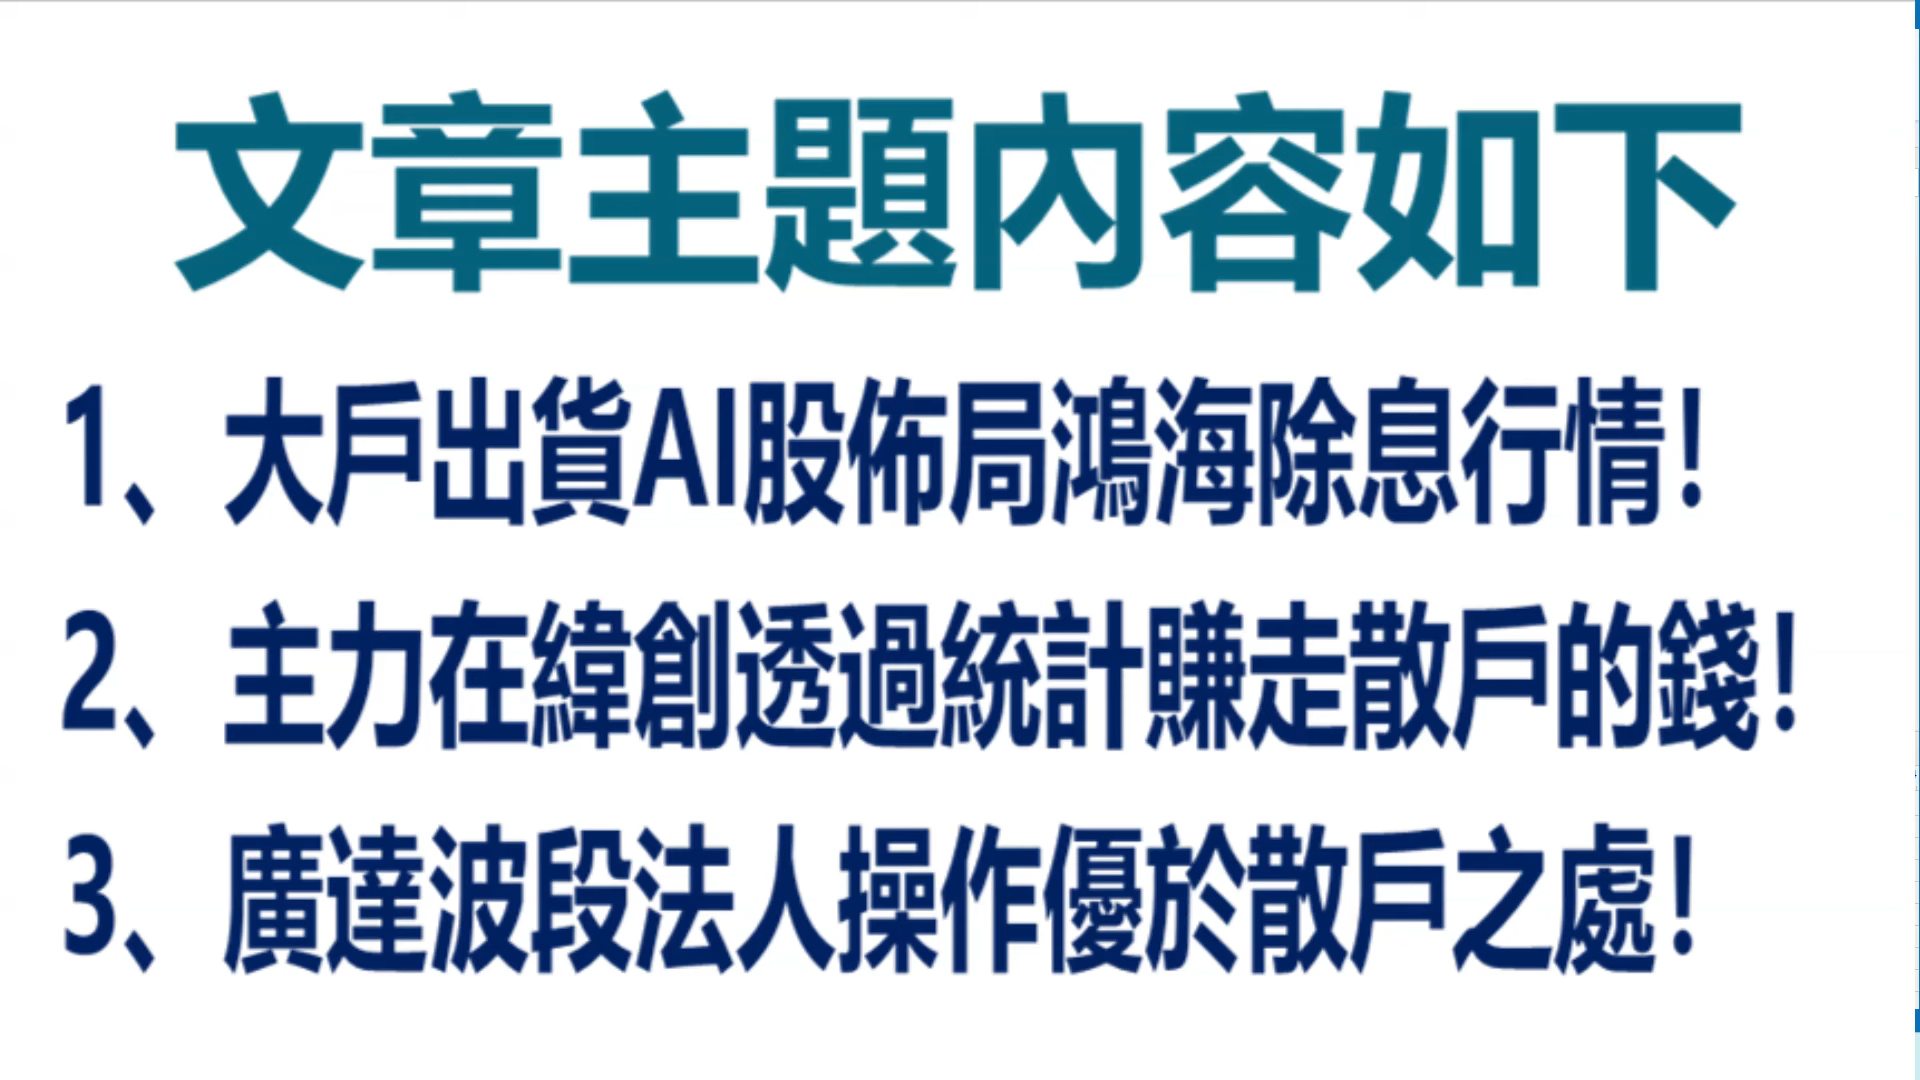 文章主題內容如下
1、大戶出貨AI股佈局鴻海除息行情!
2、主力在緯創透過統計賺走散戶的錢!
3、廣達波段法人操作優於散戶之處!